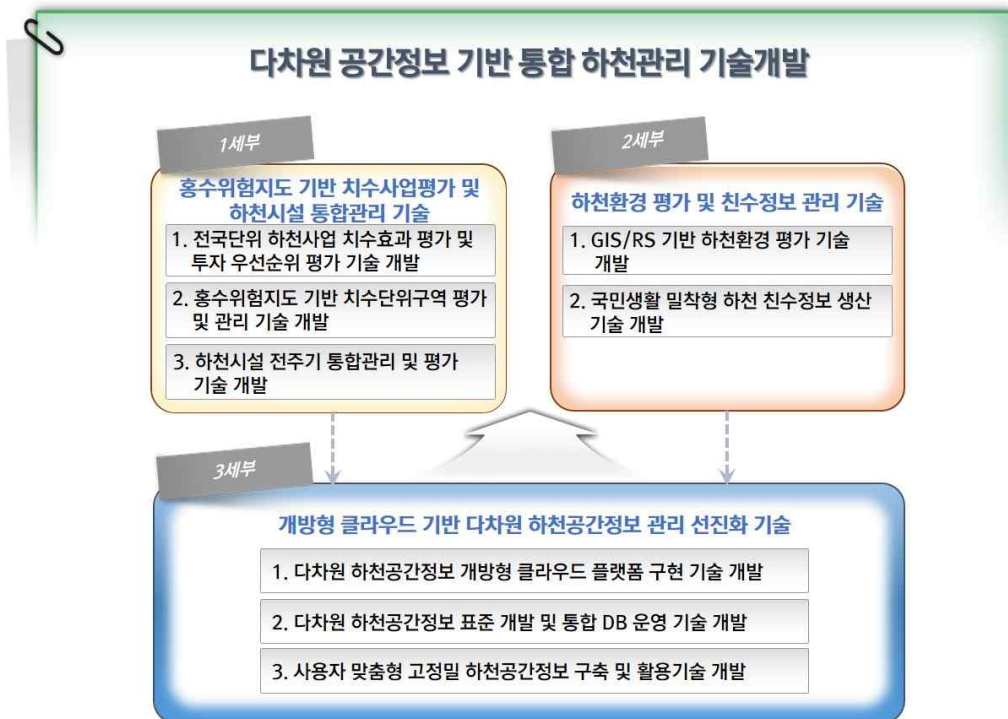 다차원 공간정보 기반 통합 하천관리 기술개발
1세부
홍수위험지도 기반 치수사업평가 및
하천시설 통합관리 기술
1. 전국단위 하천사업 치수효과 평가 및
투자 우선순위 평가 기술 개발
2. 홍수위험지도 기반 치수단위구역 평가
및 관리 기술 개발
3. 하천시설 전주기 통합관리 및 평가
기술 개발
2세부
하천환경 평가 및 친수정보 관리 기술
1. GIS/RS 기반 하천환경 평가 기술
개발
2. 국민생활 밀착형 하천 친수정보 생산
기술 개발
3세부
개방형 클라우드 기반 다차원 하천공간정보 관리 선진화 기술
1. 다차원 하천공간정보 개방형 클라우드 플랫폼 구현 기술 개발
2. 다차원 하천공간정보 표준 개발 및 통합 DB 운영 기술 개발
3. 사용자 맞춤형 고정밀 하천공간정보 구축 및 활용기술 개발